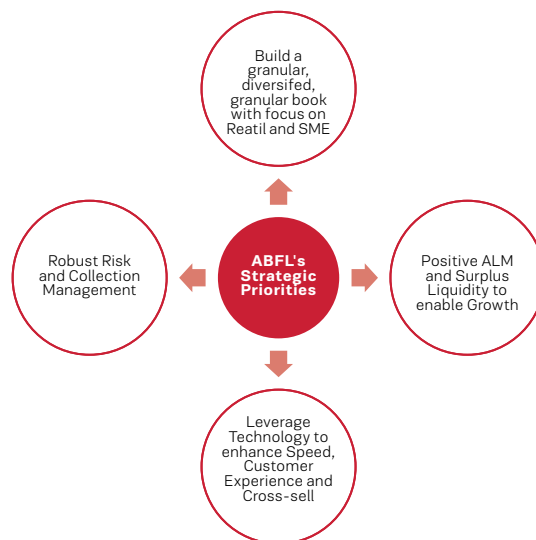 Build a
granular,
diversifed,
granular book
with focus on
Reatil and SME
Robust Risk
and Collection
Management
ABFL's
Strategic
Priorities
Positive ALM
and Surplus
Liquidity to
enable Growth
Leverage
Technology to
enhance Speed,
Customer
Experience and
Cross-sell